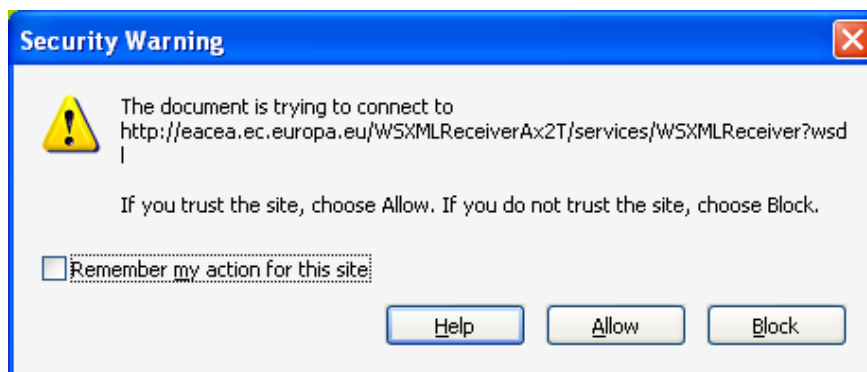 Security Warning
The document is trying to connect to
http://eacea.ec.europa.eu/WSXMLReceiverAx2T/services/WSXMLReceiver?wsd
l
If you trust the site, choose Allow. If you do not trust the site, choose Block.
Remember my action for this site
Help Allow Block